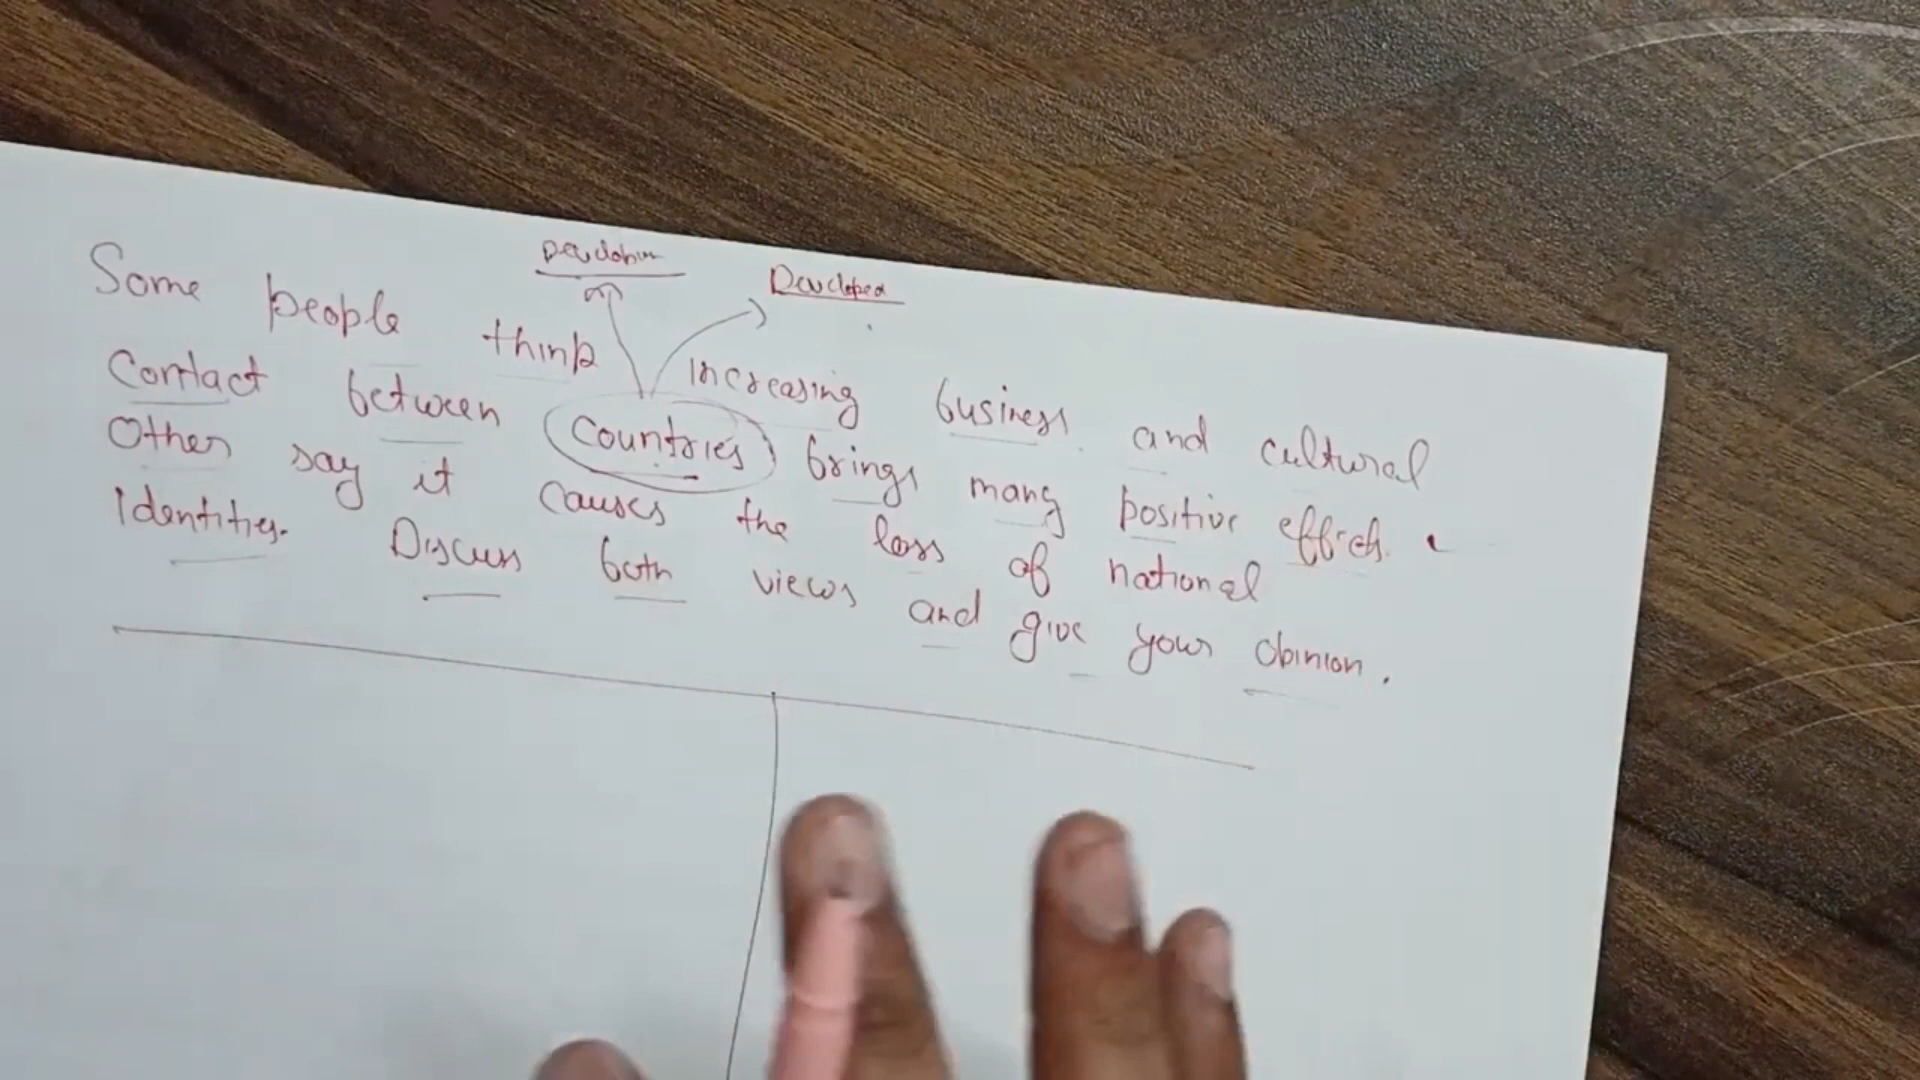 Developed
Some people think increasing business and cultural
Contact between Countries brings many positive effects.
Other say it causes the loss of national
Identities. Discuss both views and give your opinion.